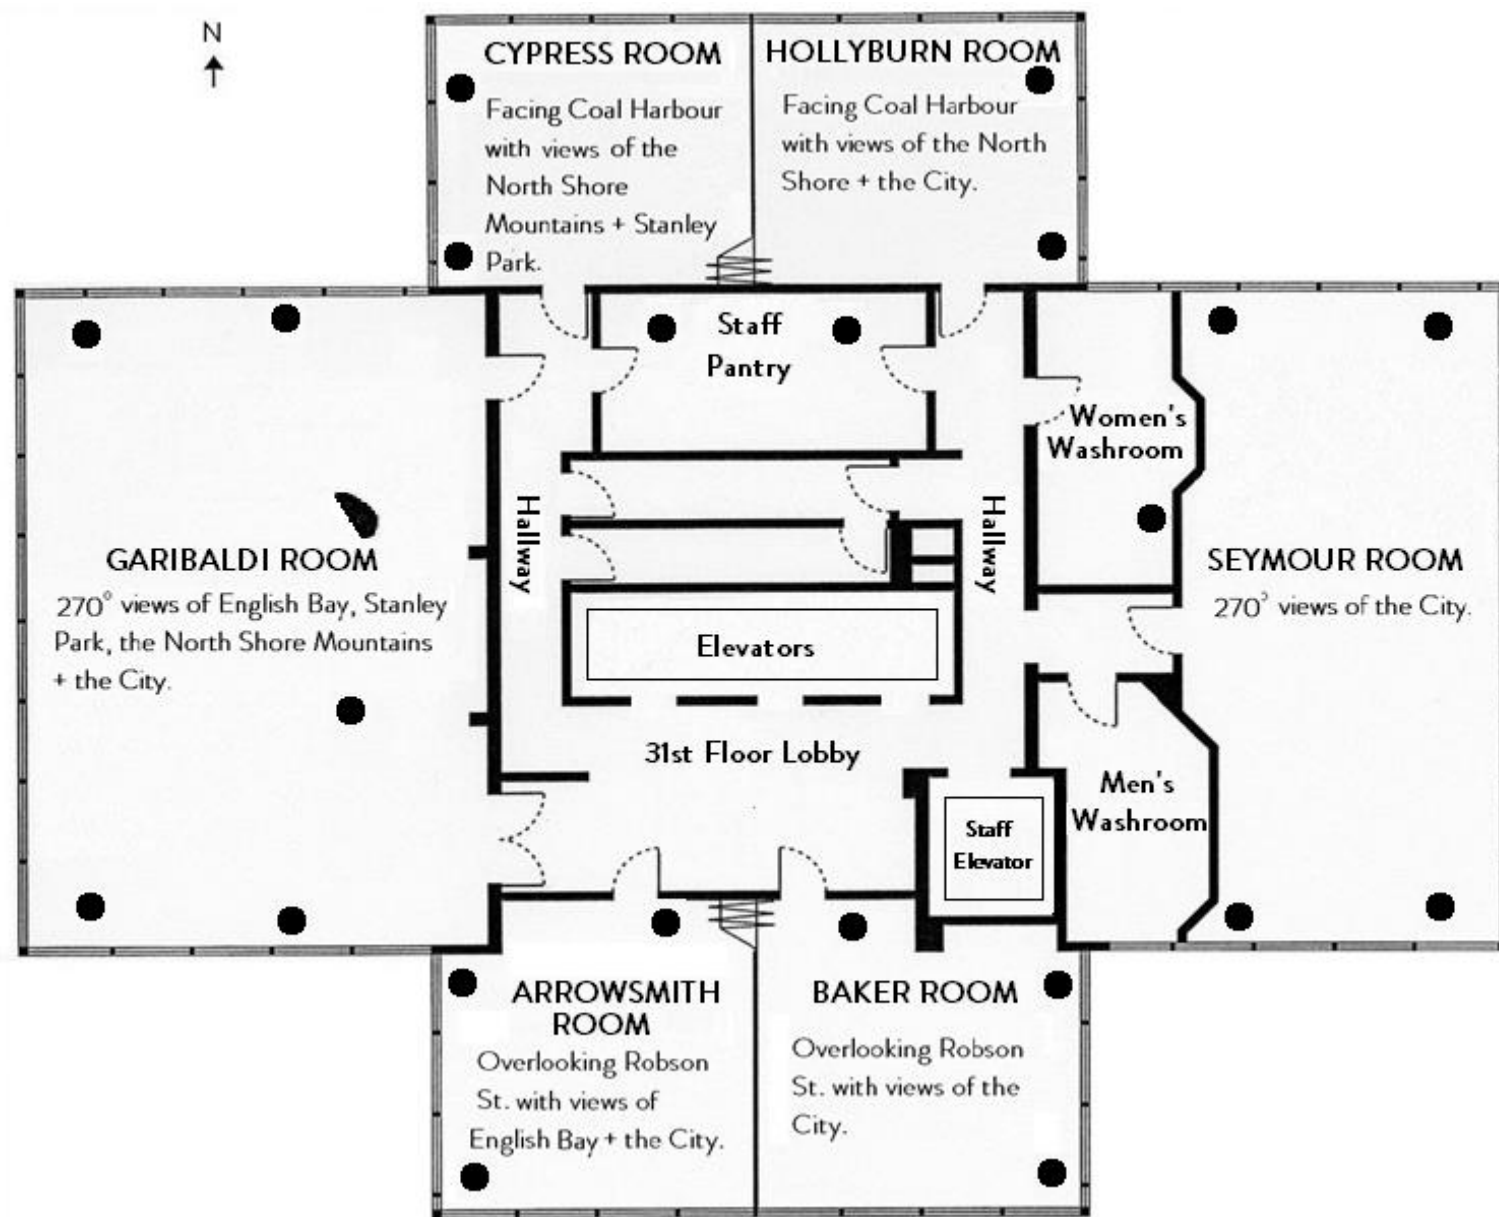 N
CYPRESS ROOM
Facing Coal Harbour
with views of the
North Shore
Mountains + Stanley
Park.
HOLLYBURN ROOM
Facing Coal Harbour
with views of the North
Shore + the City.
Staff
Pantry
Women's
Washroom
Hallway
Hallway
GARIBALDI ROOM
270° views of English Bay, Stanley
Park, the North Shore Mountains
+ the City.
SEYMOUR ROOM
270° views of the City.
Elevators
31st Floor Lobby
Men's
Washroom
Staff
Elevator
ARROWSMITH
ROOM
Overlooking Robson
St. with views of
English Bay + the City.
BAKER ROOM
Overlooking Robson
St. with views of the
City.